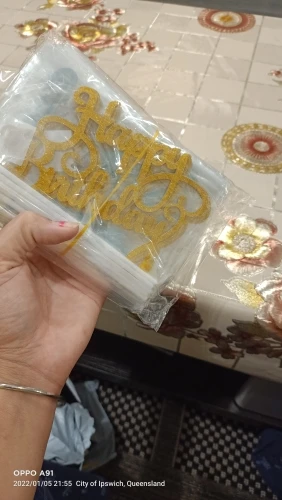 Happy
Birthday
OPPO A91
2022/01/05 21:55 City of Ipswich, Queensland